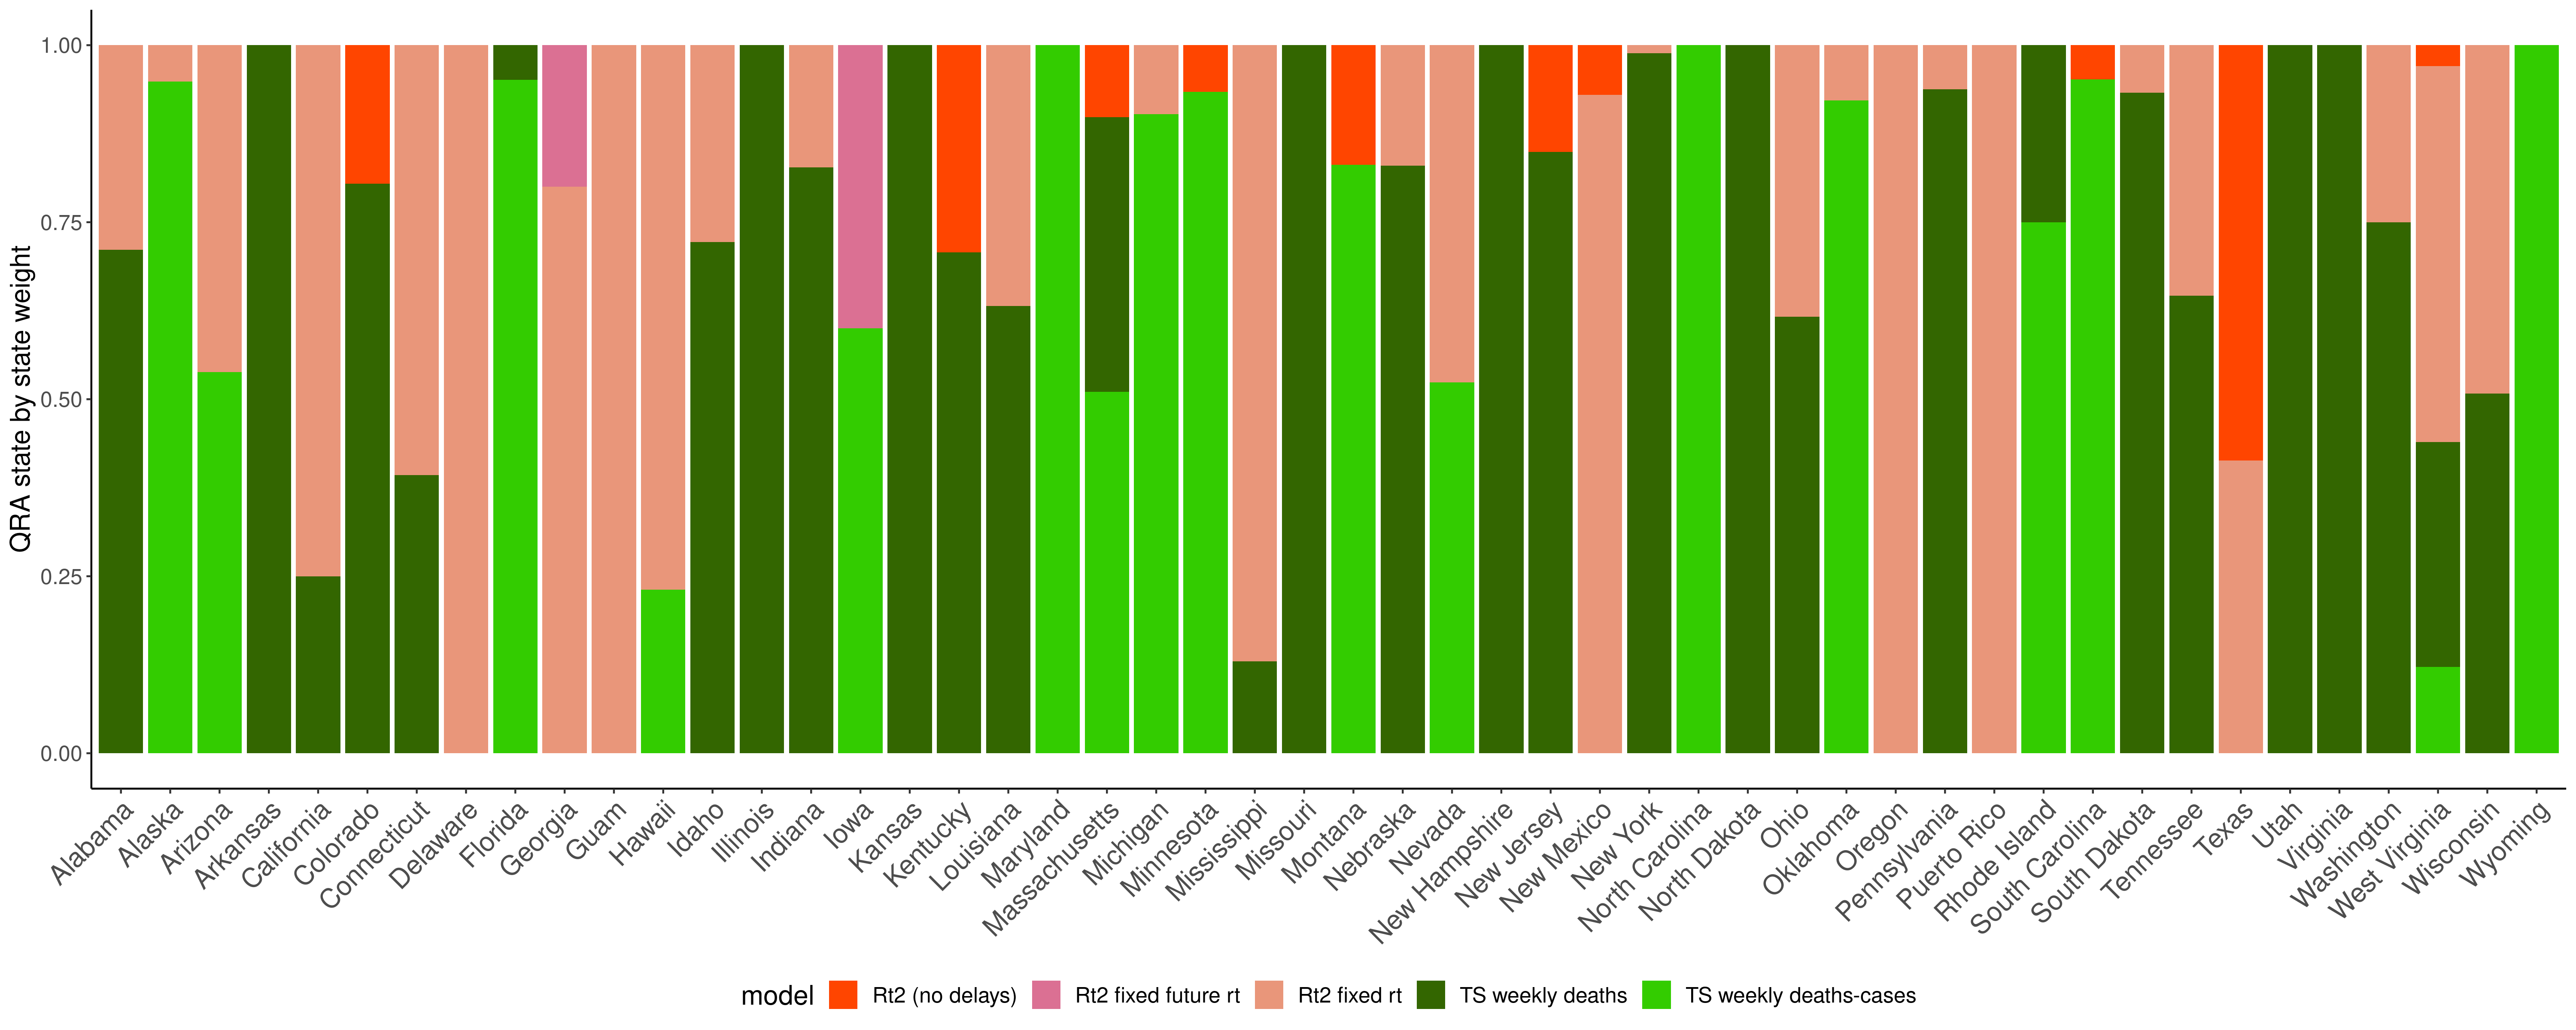 QRA state by state weight
1.00
0.75
0.50
0.25
0.00
Alabama
Alaska
Arizona
Arkansas
California
Colorado
Connecticut
Delaware
Florida
Georgia
Guam
Hawaii
Idaho
Illinois
Indiana
Iowa
Kansas
Kentucky
Louisiana
Maryland
Massachusetts
Michigan
Minnesota
Mississippi
Missouri
Montana
Nebraska
Nevada
New Hampshire
New Jersey
New Mexico
New York
North Carolina
North Dakota
Ohio
Oklahoma
Oregon
Pennsylvania
Puerto Rico
Rhode Island
South Carolina
South Dakota
Tennessee
Texas
Utah
Virginia
Washington
West Virginia
Wisconsin
Wyoming
model Rt2 (no delays) Rt2 fixed future rt Rt2 fixed rt TS weekly deaths TS weekly deaths-cases